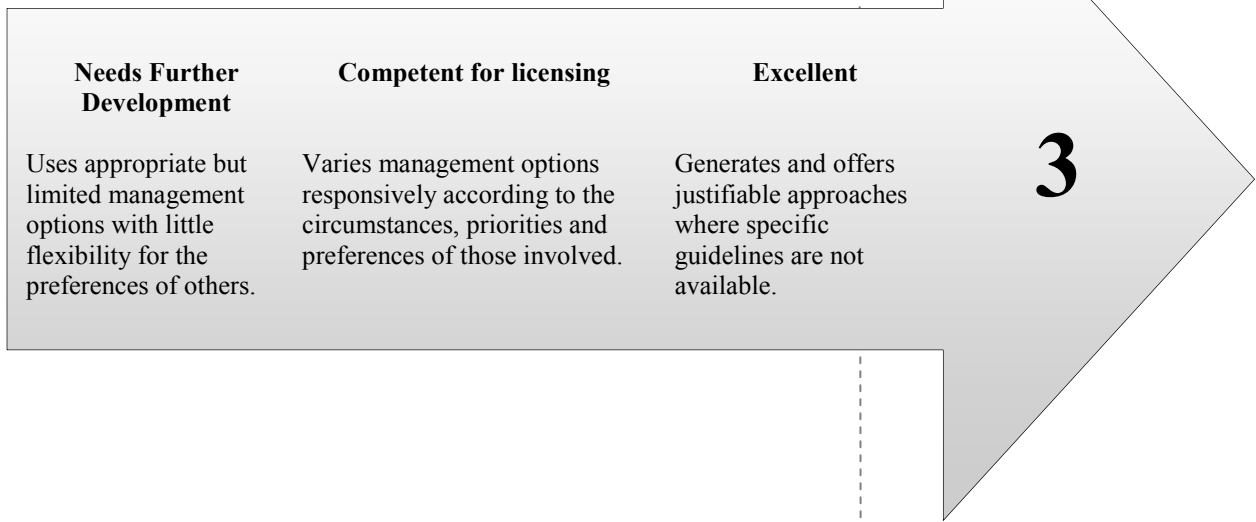 Needs Further
Development
Uses appropriate but
limited management
options with little
flexibility for the
preferences of others.
Competent for licensing
Varies management options
responsively according to the
circumstances, priorities and
preferences of those involved.
Excellent
Generates and offers
justifiable approaches
where specific
guidelines are not
available.
3